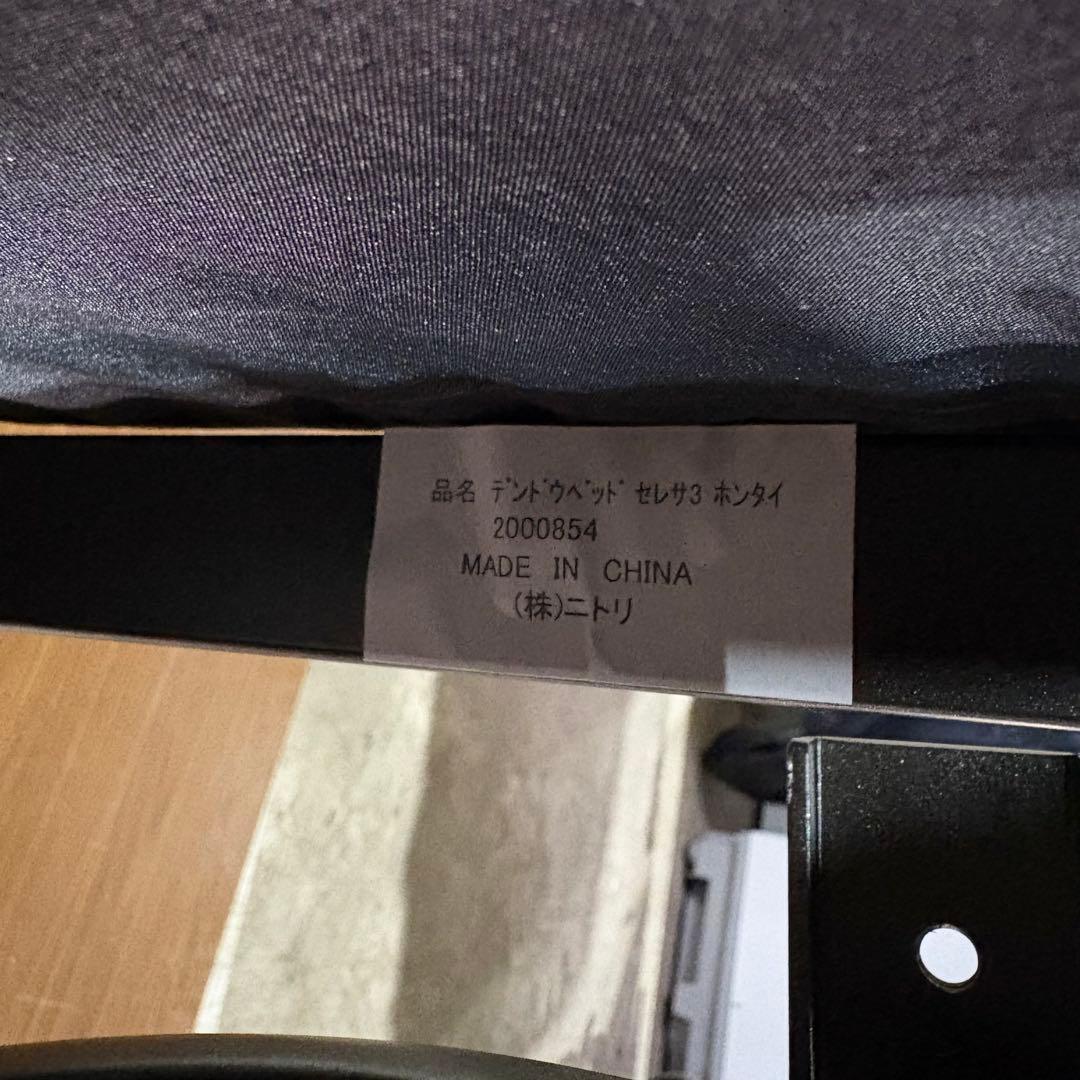 品名 ﾃﾞﾝﾄﾞｳﾍﾞｯﾄﾞ ｾﾚｻ3 ﾎﾝﾀｲ
2000854
MADE IN CHINA
(株)ニトリ